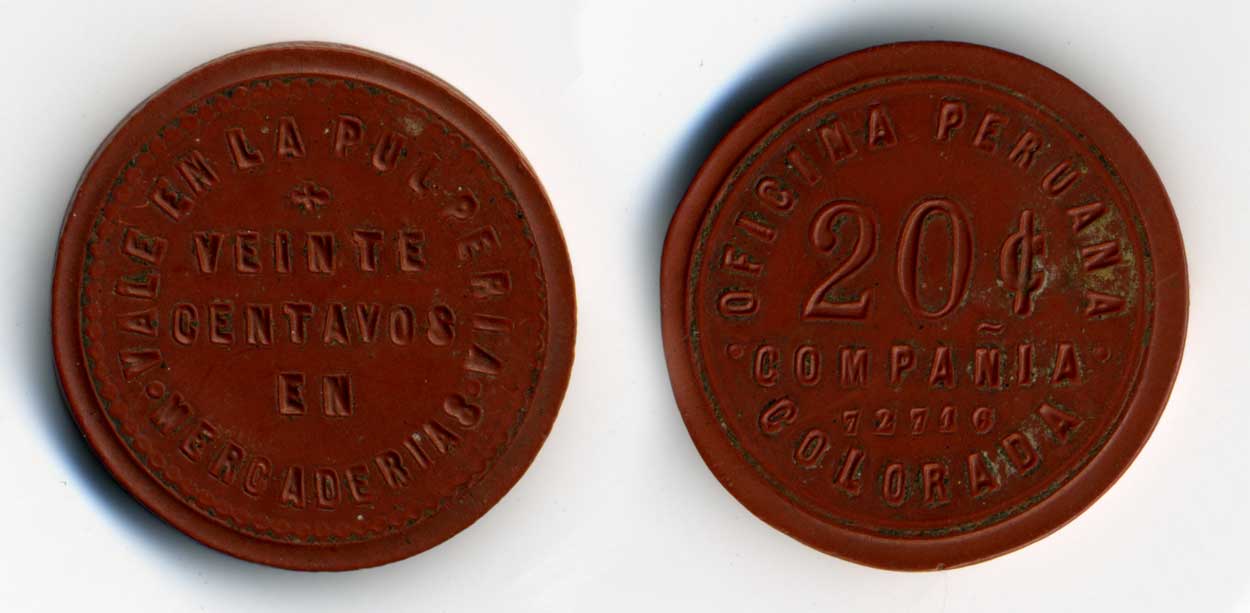 VALE EN LA PULPERIA
VEINTE
CENTAVOS
EN
MERCADERIAS
OFICINA PERUANA
20¢
COMPAÑIA
72716
COLORADA